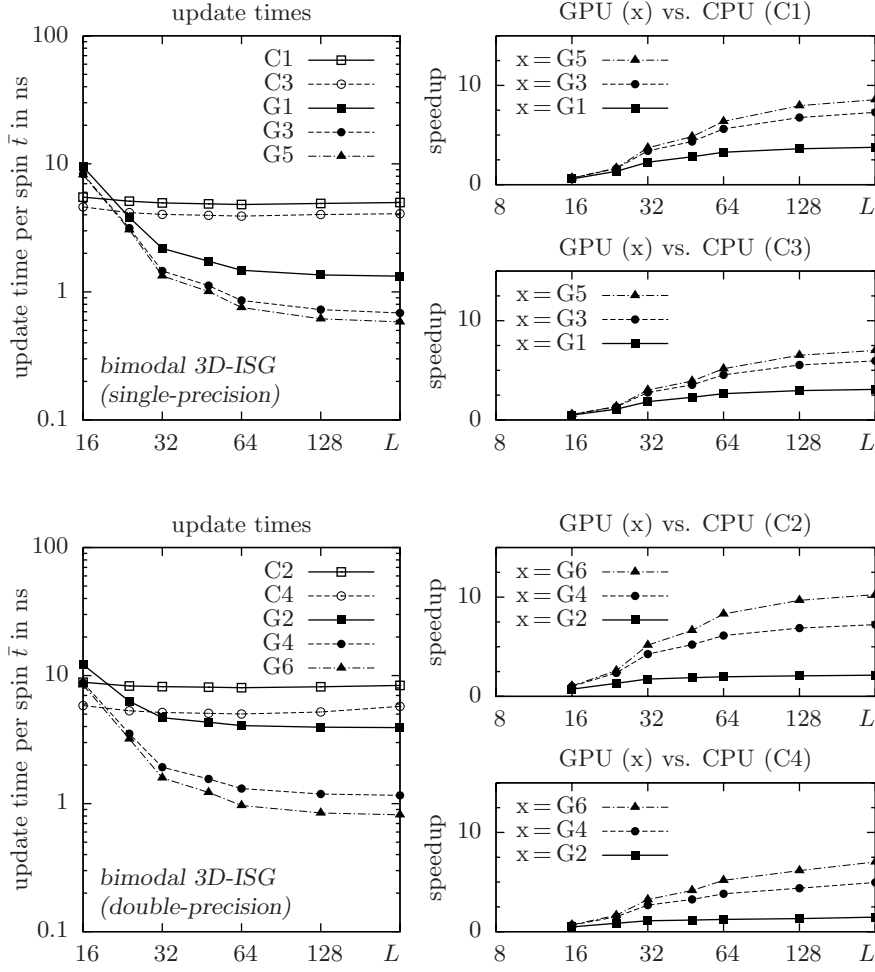 update times
100
10
1
0.1
update time per spin t̄ in ns
C1
C3
G1
G3
G5
bimodal 3D-ISG
(single-precision)
16 32 64 128 L
GPU (x) vs. CPU (C1)
speedup
10
0
x = G5
x = G3
x = G1
8 16 32 64 128 L
GPU (x) vs. CPU (C3)
speedup
10
0
x = G5
x = G3
x = G1
8 16 32 64 128 L
update times
100
10
1
0.1
update time per spin t̄ in ns
C2
C4
G2
G4
G6
bimodal 3D-ISG
(double-precision)
16 32 64 128 L
GPU (x) vs. CPU (C2)
speedup
10
0
x = G6
x = G4
x = G2
8 16 32 64 128 L
GPU (x) vs. CPU (C4)
speedup
10
0
x = G6
x = G4
x = G2
8 16 32 64 128 L